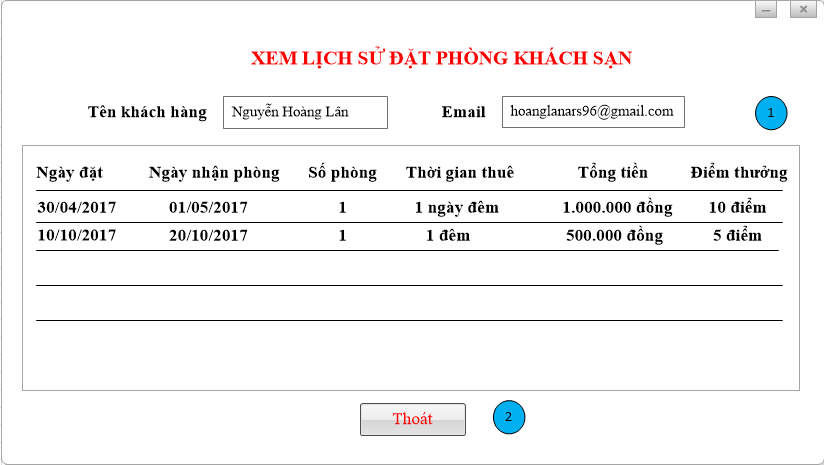 XEM LỊCH SỬ ĐẶT PHÒNG KHÁCH SẠN
Tên khách hàng Nguyễn Hoàng Lân Email hoanglanars96@gmail.com 1
Ngày đặt Ngày nhận phòng Số phòng Thời gian thuê Tổng tiền Điểm thưởng
30/04/2017 01/05/2017 1 1 ngày đêm 1.000.000 đồng 10 điểm
10/10/2017 20/10/2017 1 1 đêm 500.000 đồng 5 điểm
Thoát 2